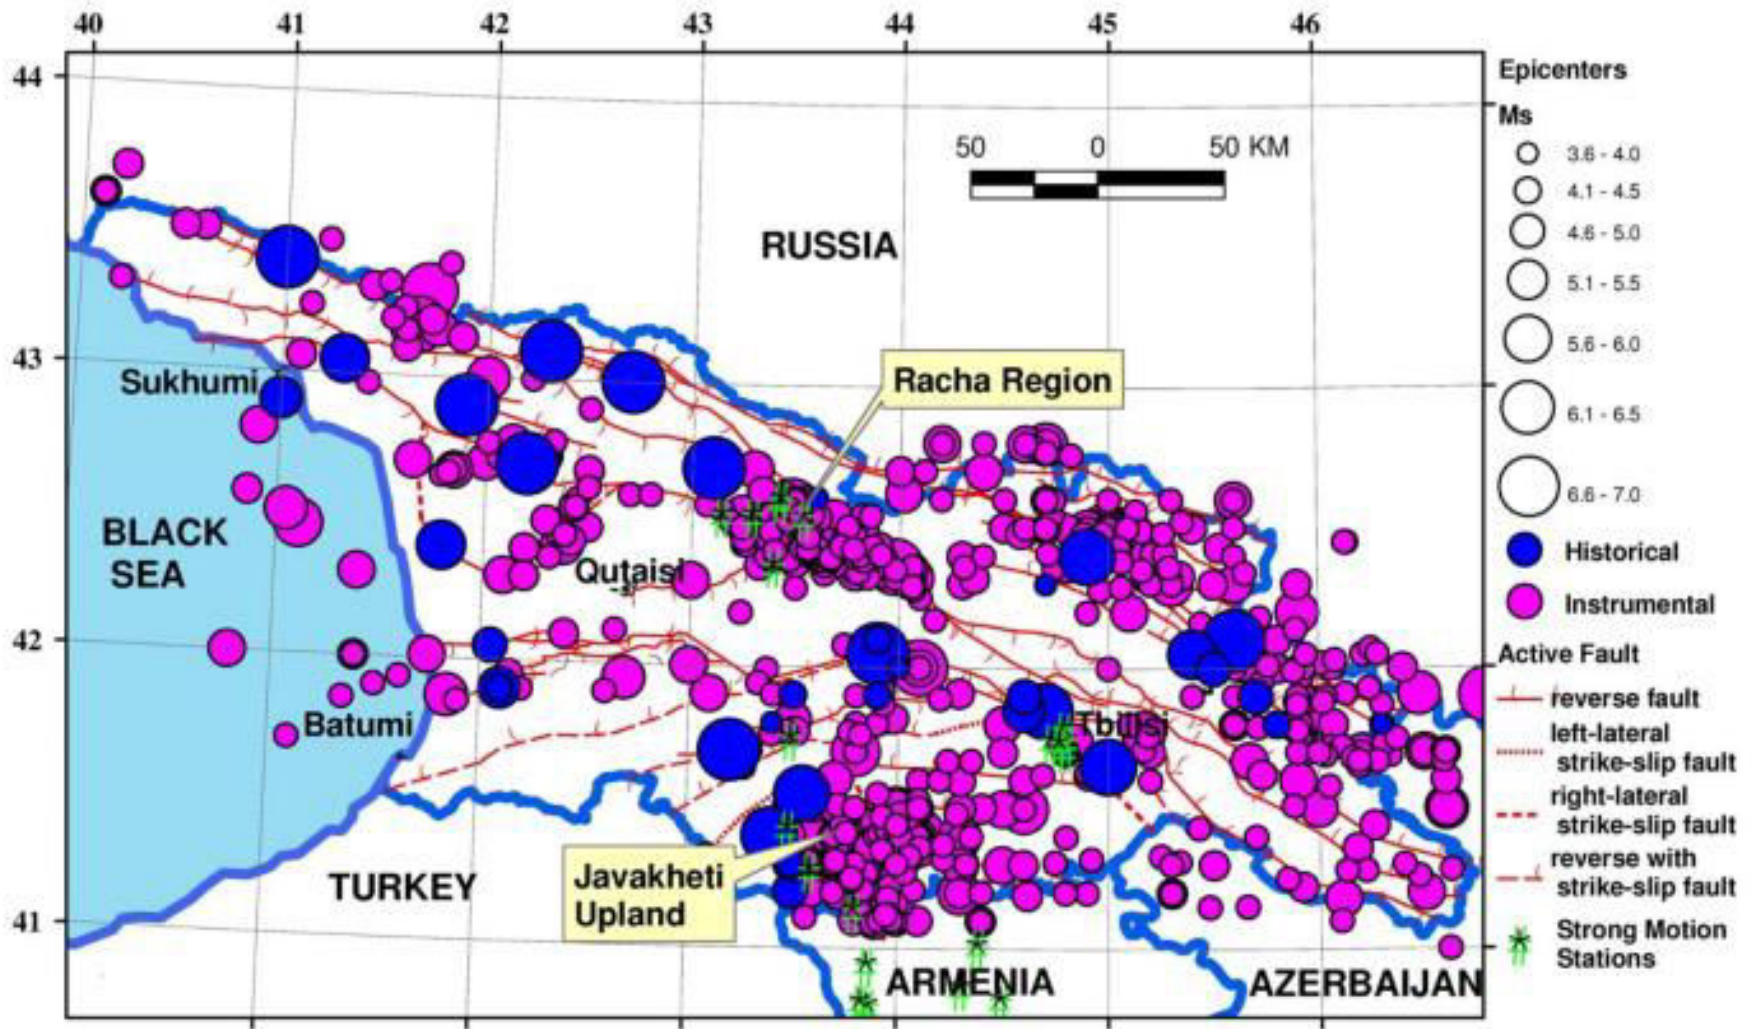 40 41 42 43 44 45 46
44
43
42
41
50 0 50 KM
RUSSIA
Racha Region
Sukhumi
BLACK
SEA
Qutaisi
Batumi
Tbilisi
TURKEY
Javakheti
Upland
ARMENIA
AZERBAIJAN
Epicenters
Ms
3.6 - 4.0
4.1 - 4.5
4.6 - 5.0
5.1 - 5.5
5.6 - 6.0
6.1 - 6.5
6.6 - 7.0
Historical
Instrumental
Active Fault
reverse fault
left-lateral
strike-slip fault
right-lateral
strike-slip fault
reverse with
strike-slip fault
Strong Motion
Stations